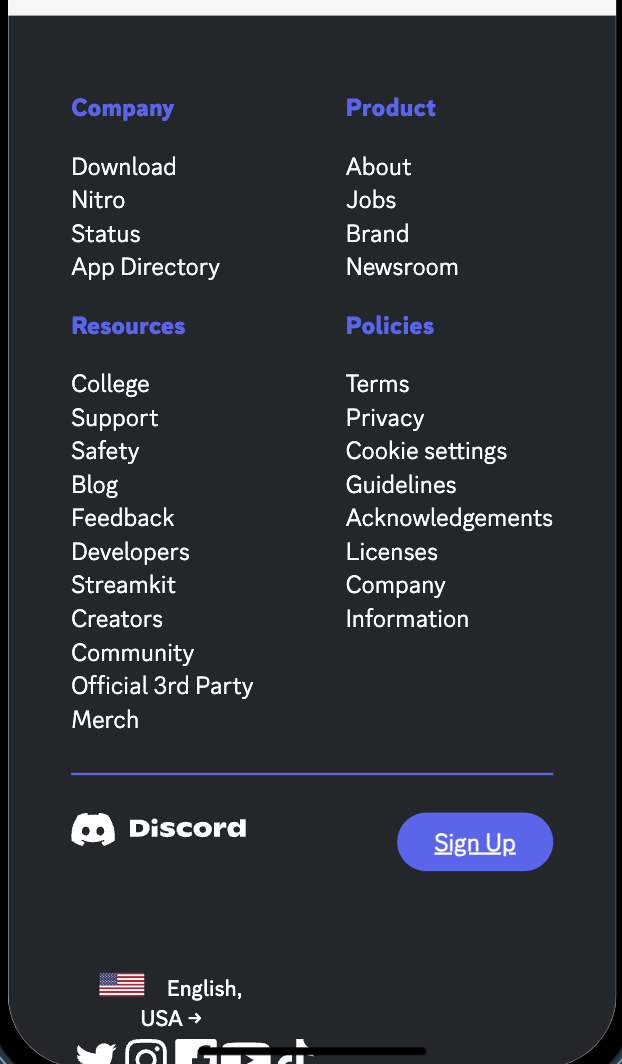 Company
Download
Nitro
Status
App Directory
Product
About
Jobs
Brand
Newsroom
Resources
College
Support
Safety
Blog
Feedback
Developers
Streamkit
Creators
Community
Official 3rd Party
Merch
Policies
Terms
Privacy
Cookie settings
Guidelines
Acknowledgements
Licenses
Company
Information
Discord
Sign Up
English,
USA →